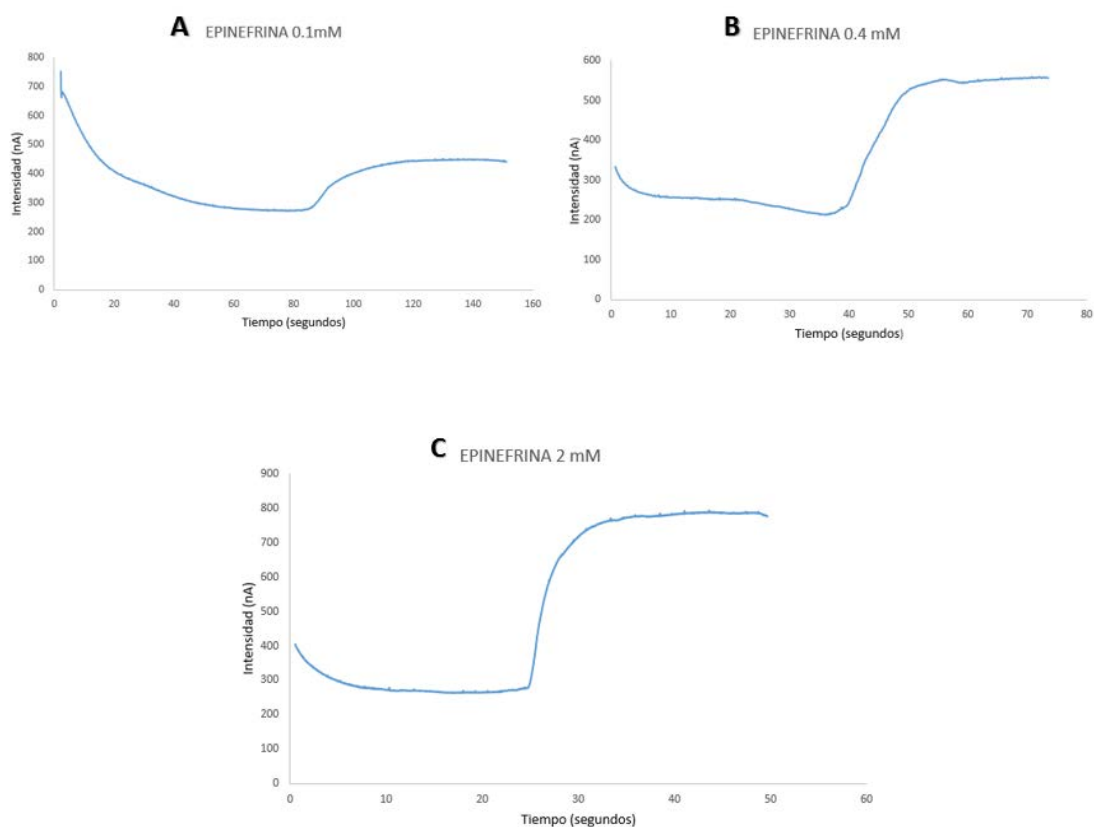 A EPINEFRINA 0.1mM
800
700
600
500
400
300
200
100
0
Intensidad (nA)
0 20 40 60 80 100 120 140 160
Tiempo (segundos)
B EPINEFRINA 0.4 mM
600
500
400
300
200
100
0
Intensidad (nA)
0 10 20 30 40 50 60 70 80
Tiempo (segundos)
C EPINEFRINA 2 mM
900
800
700
600
500
400
300
200
100
0
Intensidad (nA)
0 10 20 30 40 50 60
Tiempo (segundos)